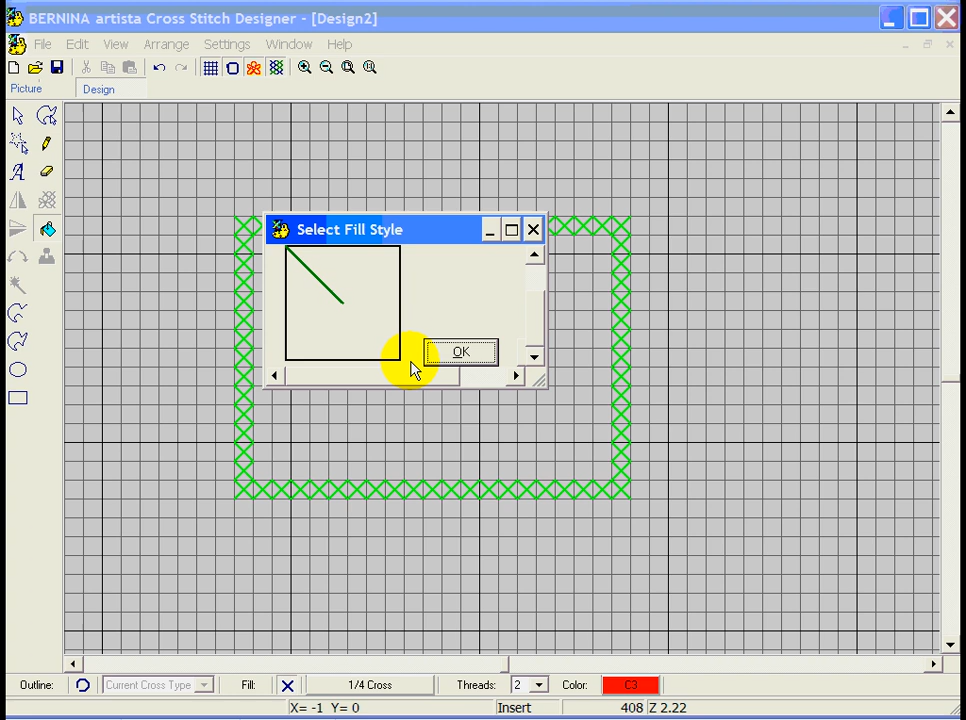 BERNINA artista Cross Stitch Designer - [Design2]
File Edit View Arrange Settings Window Help
Picture Design
A
Select Fill Style
OK
Outline: Current Cross Type Fill: 1/4 Cross Threads: 2 Color: C3
X= -1 Y= 0 Insert 408 Z 2.22